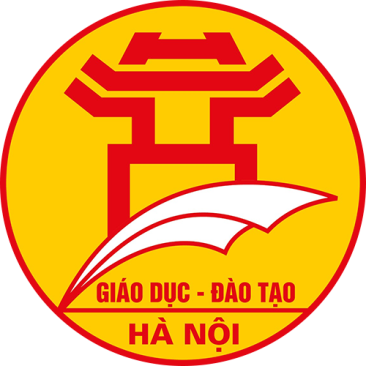 GIÁO DỤC - ĐÀO TẠO
HÀ NỘI